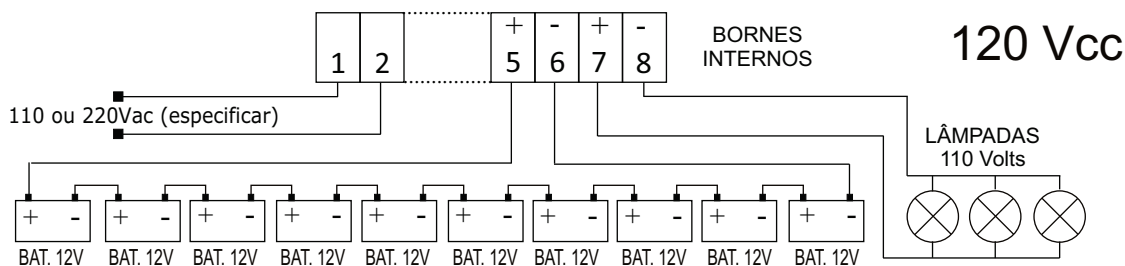 + - + -
1 2 5 6 7 8
BORNES
INTERNOS
120 Vcc
110 ou 220Vac (especificar)
LÂMPADAS
110 Volts
+ - + - + - + - + - + - + - + - + - + -
BAT. 12V BAT. 12V BAT. 12V BAT. 12V BAT. 12V BAT. 12V BAT. 12V BAT. 12V BAT. 12V BAT. 12V